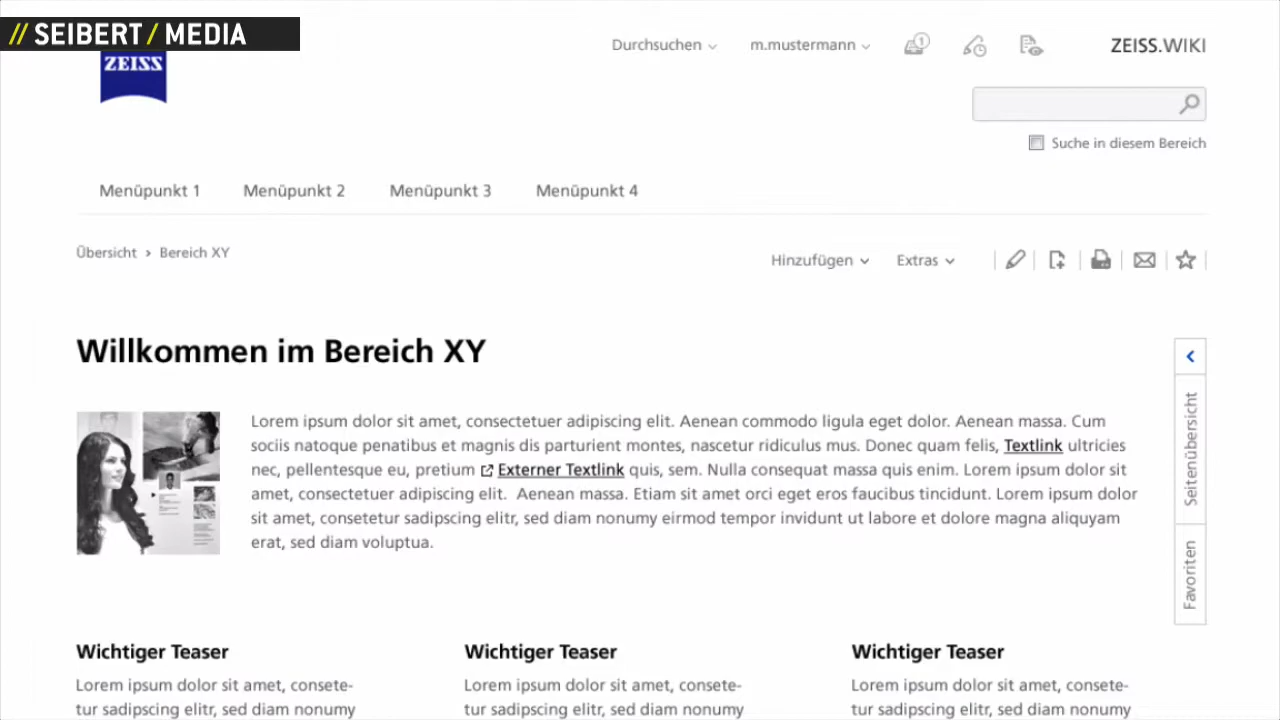 // SEIBERT / MEDIA
ZEISS
Durchsuchen
m.mustermann
1
ZEISS.WIKI
Suche in diesem Bereich
Menüpunkt 1
Menüpunkt 2
Menüpunkt 3
Menüpunkt 4
Übersicht › Bereich XY
Hinzufügen
Extras
Willkommen im Bereich XY
Lorem ipsum dolor sit amet, consectetuer adipiscing elit. Aenean commodo ligula eget dolor. Aenean massa. Cum
sociis natoque penatibus et magnis dis parturient montes, nascetur ridiculus mus. Donec quam felis, Textlink ultricies
nec, pellentesque eu, pretium Externer Textlink quis, sem. Nulla consequat massa quis enim. Lorem ipsum dolor sit
amet, consectetuer adipiscing elit. Aenean massa. Etiam sit amet orci eget eros faucibus tincidunt. Lorem ipsum dolor
sit amet, consetetur sadipscing elitr, sed diam nonumy eirmod tempor invidunt ut labore et dolore magna aliquyam
erat, sed diam voluptua.
Seitenübersicht
Favoriten
Wichtiger Teaser
Lorem ipsum dolor sit amet, consete-
tur sadipscing elitr, sed diam nonumy
Wichtiger Teaser
Lorem ipsum dolor sit amet, consete-
tur sadipscing elitr, sed diam nonumy
Wichtiger Teaser
Lorem ipsum dolor sit amet, consete-
tur sadipscing elitr, sed diam nonumy